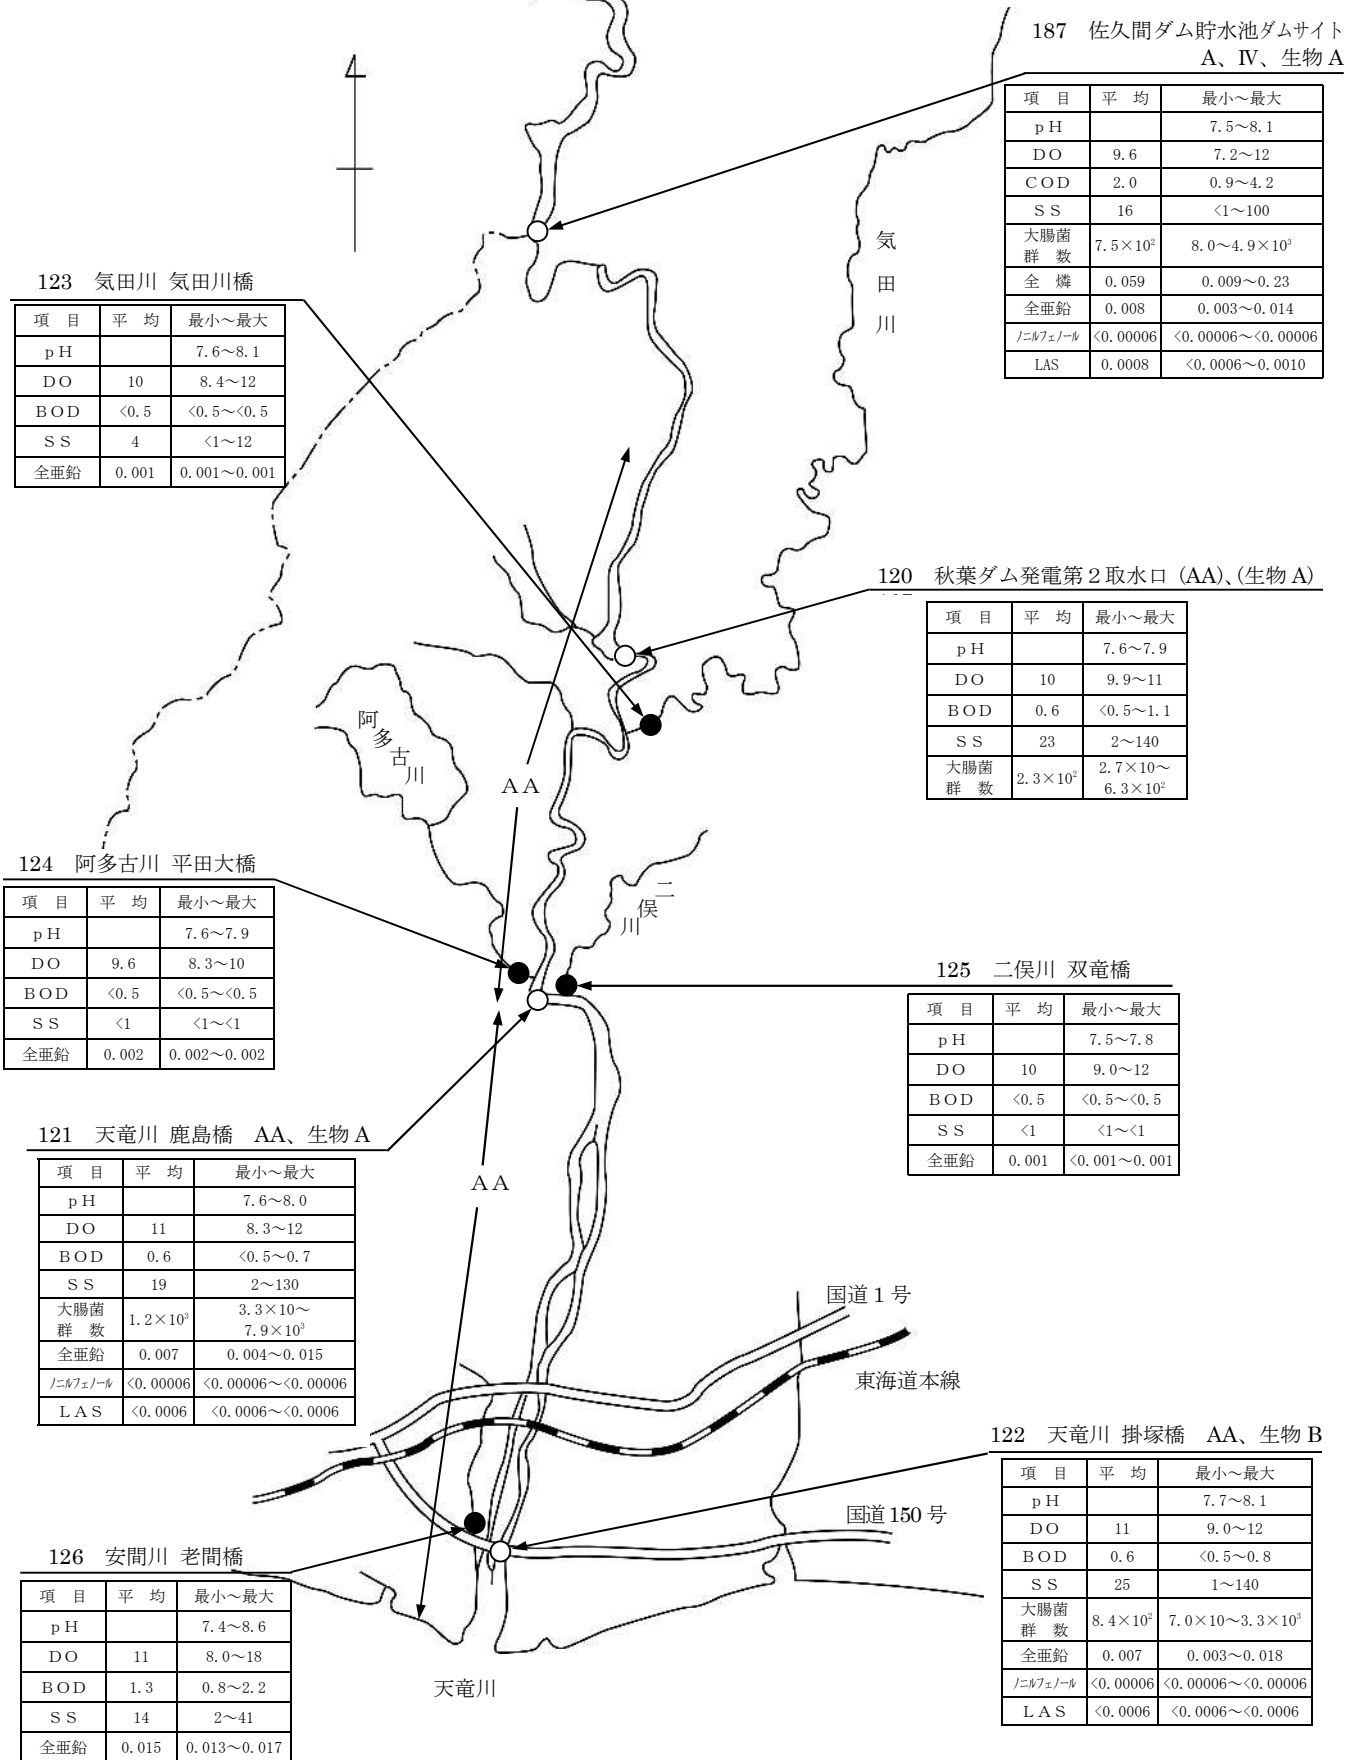 187 佐久間ダム貯水池ダムサイト
A、Ⅳ、生物 A
項 目 平 均 最小～最大
pH 7.5～8.1
DO 9.6 7.2～12
COD 2.0 0.9～4.2
SS 16 <1～100
大腸菌群 数 7.5×10² 8.0～4.9×10³
全 燐 0.059 0.009～0.23
全亜鉛 0.008 0.003～0.014
ノニルフェノール <0.00006 <0.00006～<0.00006
LAS 0.0008 <0.0006～0.0010
気田川
123 気田川 気田川橋
項 目 平 均 最小～最大
pH 7.6～8.1
DO 10 8.4～12
BOD <0.5 <0.5～<0.5
SS 4 <1～12
全亜鉛 0.001 0.001～0.001
120 秋葉ダム発電第２取水口 (AA)、(生物 A)
項 目 平 均 最小～最大
pH 7.6～7.9
DO 10 9.9～11
BOD 0.6 <0.5～1.1
SS 23 2～140
大腸菌群 数 2.3×10² 2.7×10～6.3×10²
阿多古川
AA
124 阿多古川 平田大橋
項 目 平 均 最小～最大
pH 7.6～7.9
DO 9.6 8.3～10
BOD <0.5 <0.5～<0.5
SS <1 <1～<1
全亜鉛 0.002 0.002～0.002
二俣川
125 二俣川 双竜橋
項 目 平 均 最小～最大
pH 7.5～7.8
DO 10 9.0～12
BOD <0.5 <0.5～<0.5
SS <1 <1～<1
全亜鉛 0.001 <0.001～0.001
121 天竜川 鹿島橋 AA、生物 A
項 目 平 均 最小～最大
pH 7.6～8.0
DO 11 8.3～12
BOD 0.6 <0.5～0.7
SS 19 2～130
大腸菌群 数 1.2×10³ 3.3×10～7.9×10³
全亜鉛 0.007 0.004～0.015
ノニルフェノール <0.00006 <0.00006～<0.00006
LAS <0.0006 <0.0006～<0.0006
AA
国道１号
東海道本線
122 天竜川 掛塚橋 AA、生物 B
項 目 平 均 最小～最大
pH 7.7～8.1
DO 11 9.0～12
BOD 0.6 <0.5～0.8
SS 25 1～140
大腸菌群 数 8.4×10² 7.0×10～3.3×10³
全亜鉛 0.007 0.003～0.018
ノニルフェノール <0.00006 <0.00006～<0.00006
LAS <0.0006 <0.0006～<0.0006
国道150 号
126 安間川 老間橋
項 目 平 均 最小～最大
pH 7.4～8.6
DO 11 8.0～18
BOD 1.3 0.8～2.2
SS 14 2～41
全亜鉛 0.015 0.013～0.017
天竜川